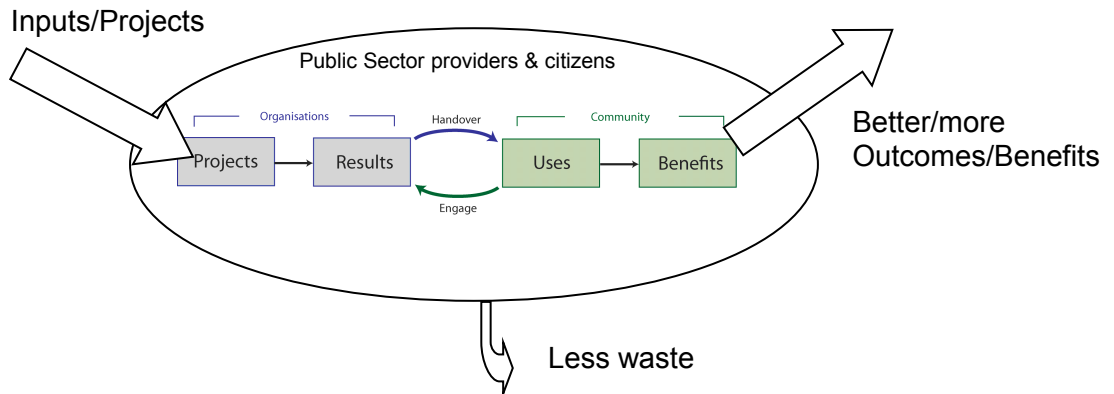 Inputs/Projects
Public Sector providers & citizens
Organisations
Handover
Community
Projects
Results
Uses
Benefits
Engage
Better/more
Outcomes/Benefits
Less waste